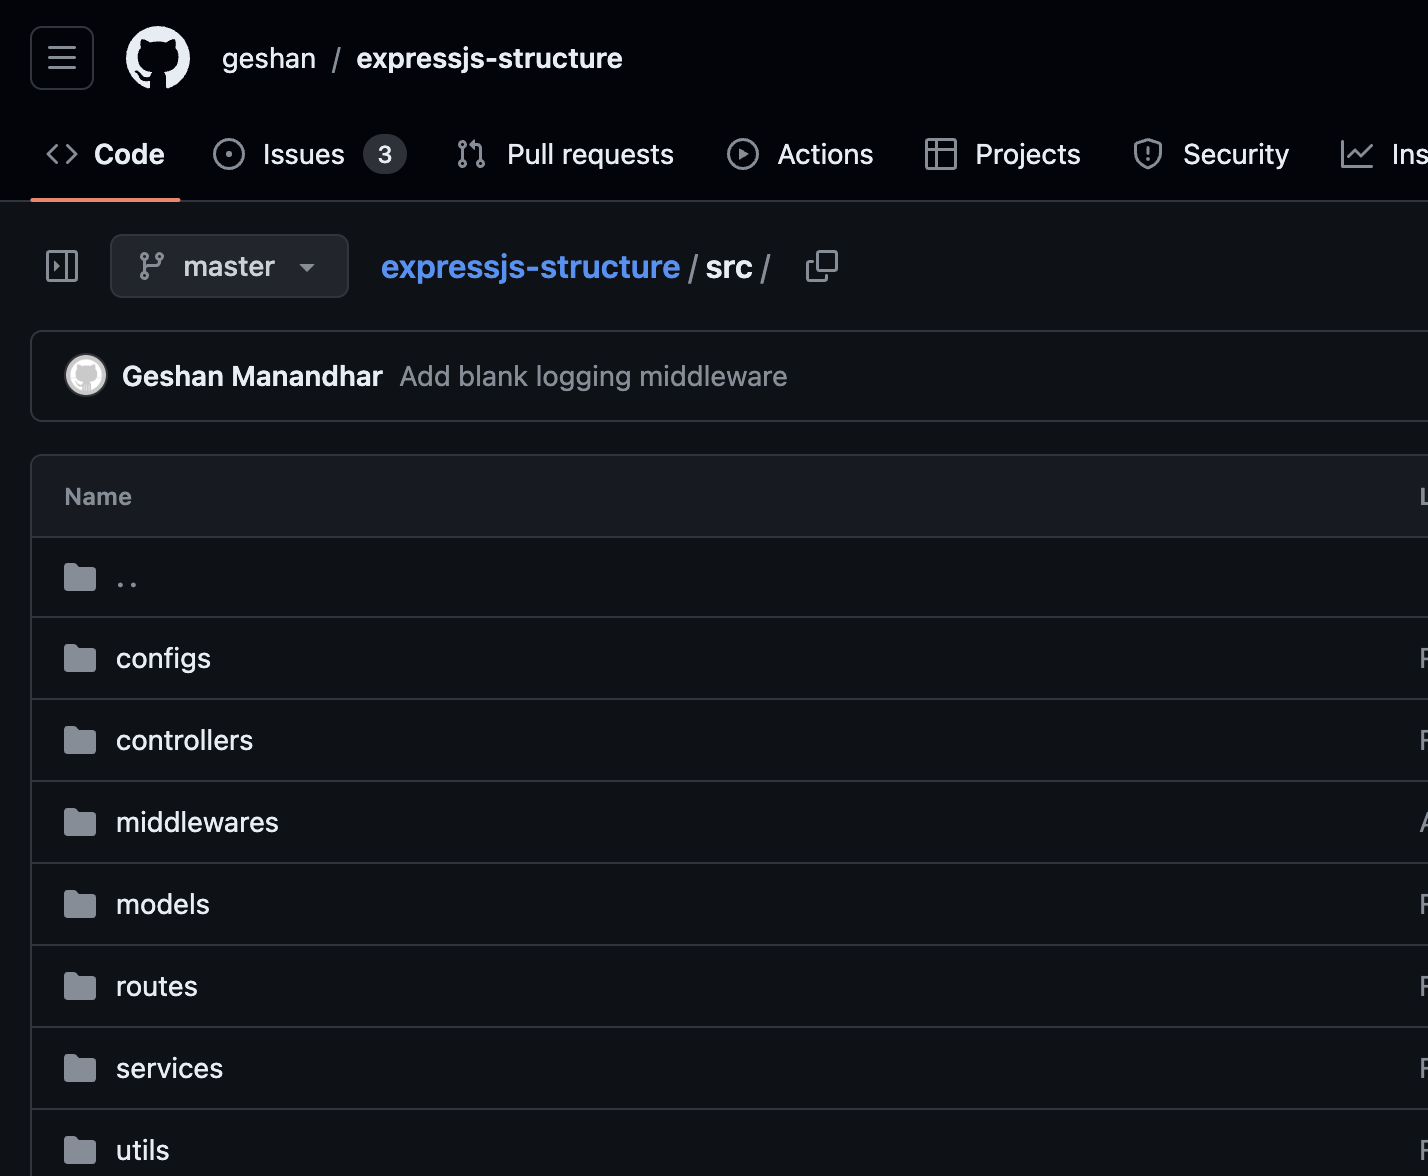 geshan / expressjs-structure
Code Issues 3 Pull requests Actions Projects Security
master expressjs-structure / src /
Geshan Manandhar Add blank logging middleware
Name
..
configs
controllers
middlewares
models
routes
services
utils